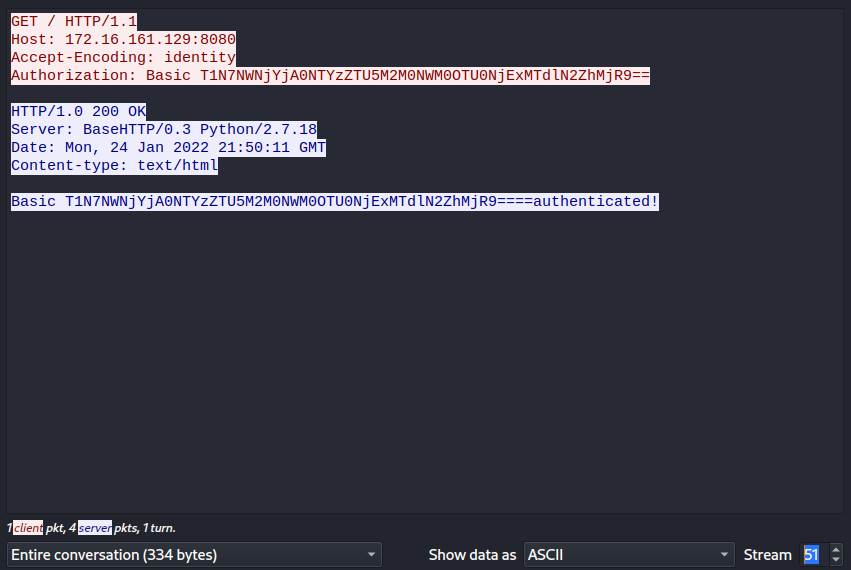 GET / HTTP/1.1
Host: 172.16.161.129:8080
Accept-Encoding: identity
Authorization: Basic T1N7NWNjYjA0NTYzZTU5M2M0NWM0OTU0NjExMTdlN2ZhMjR9==
HTTP/1.0 200 OK
Server: BaseHTTP/0.3 Python/2.7.18
Date: Mon, 24 Jan 2022 21:50:11 GMT
Content-type: text/html
Basic T1N7NWNjYjA0NTYzZTU5M2M0NWM0OTU0NjExMTdlN2ZhMjR9====authenticated!
1 client pkt, 4 server pkts, 1 turn.
Entire conversation (334 bytes) Show data as ASCII Stream 51